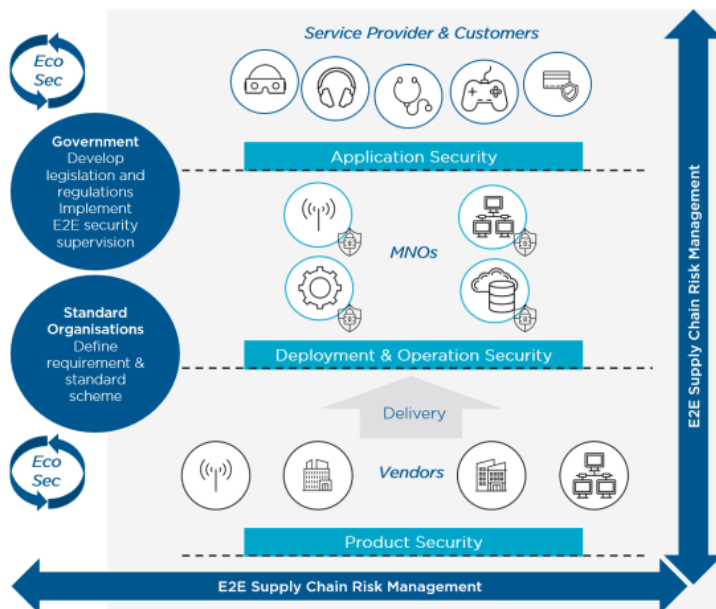 Service Provider & Customers
Eco
Sec
Application Security
Government
Develop
legislation and
regulations
Implement
E2E security
supervision
MNOs
Standard
Organisations
Define
requirement &
standard
scheme
Deployment & Operation Security
Delivery
Eco
Sec
Vendors
Product Security
E2E Supply Chain Risk Management
E2E Supply Chain Risk Management